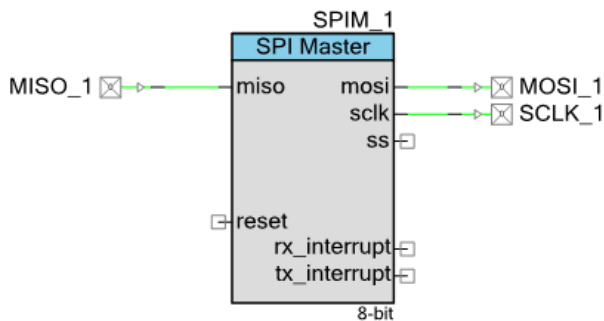 SPIM_1
SPI Master
MISO_1 miso mosi MOSI_1
sclk SCLK_1
ss
reset
rx_interrupt
tx_interrupt
8-bit